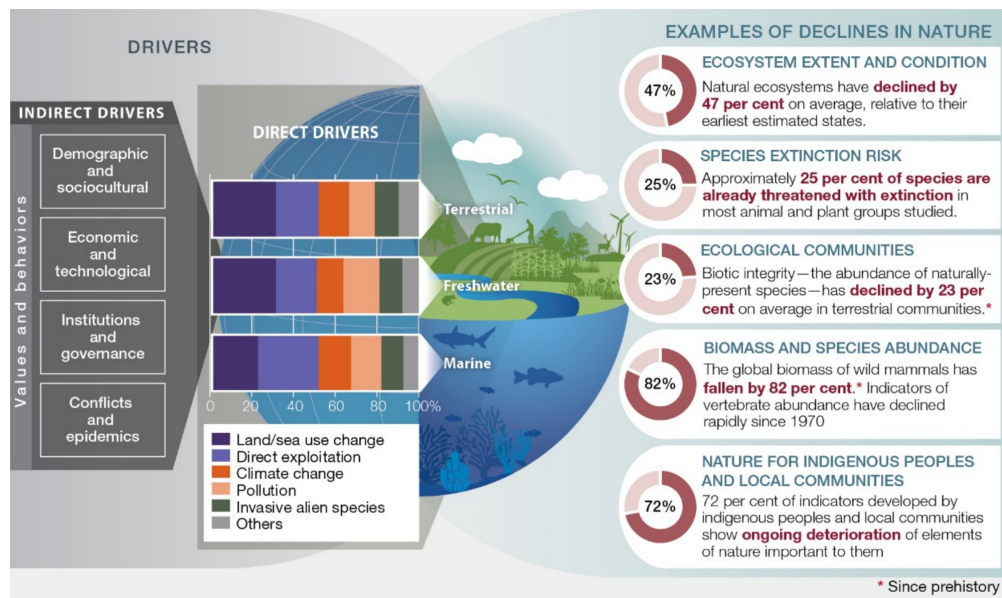 DRIVERS
INDIRECT DRIVERS
Values and behaviors
Demographic
and
sociocultural
Economic
and
technological
Institutions
and
governance
Conflicts
and
epidemics
DIRECT DRIVERS
Terrestrial
Freshwater
Marine
0 20 40 60 80 100%
Land/sea use change
Direct exploitation
Climate change
Pollution
Invasive alien species
Others
EXAMPLES OF DECLINES IN NATURE
47%
ECOSYSTEM EXTENT AND CONDITION
Natural ecosystems have declined by
47 per cent on average, relative to their
earliest estimated states.
25%
SPECIES EXTINCTION RISK
Approximately 25 per cent of species are
already threatened with extinction in
most animal and plant groups studied.
23%
ECOLOGICAL COMMUNITIES
Biotic integrity—the abundance of naturally-
present species—has declined by 23 per
cent on average in terrestrial communities.*
82%
BIOMASS AND SPECIES ABUNDANCE
The global biomass of wild mammals has
fallen by 82 per cent.* Indicators of
vertebrate abundance have declined
rapidly since 1970
72%
NATURE FOR INDIGENOUS PEOPLES
AND LOCAL COMMUNITIES
72 per cent of indicators developed by
indigenous peoples and local communities
show ongoing deterioration of elements
of nature important to them
* Since prehistory